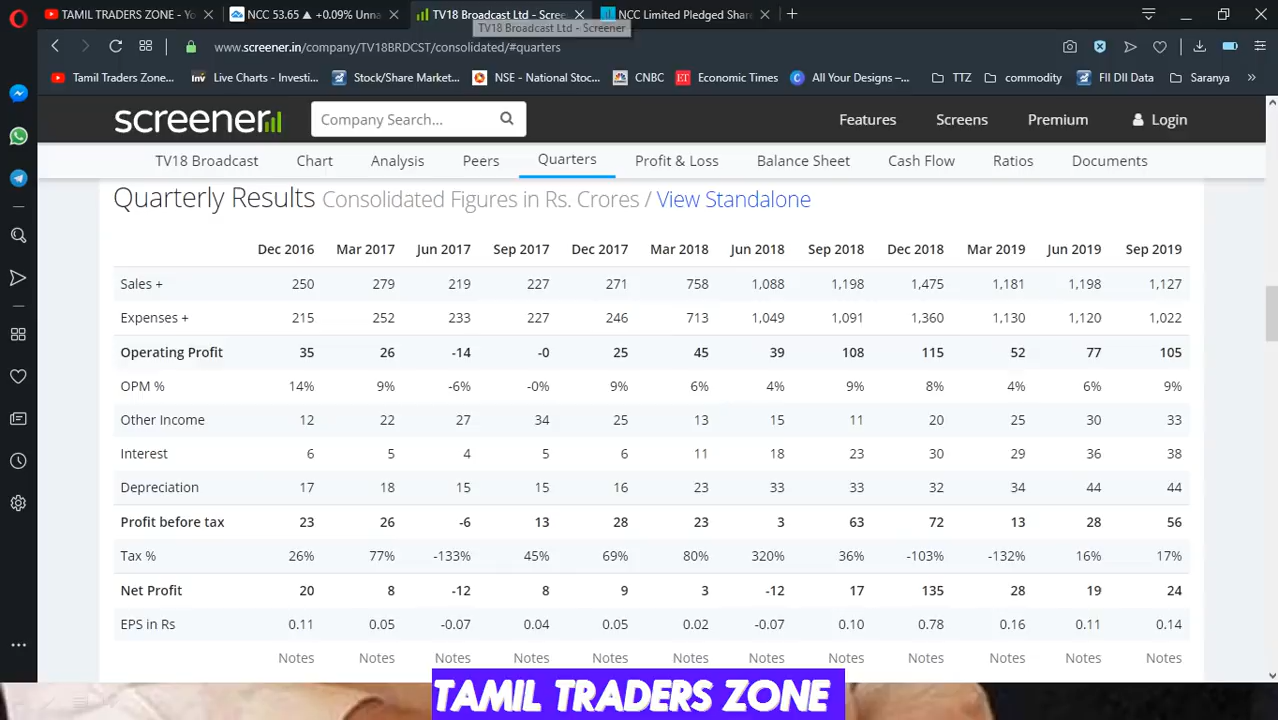 TAMIL TRADERS ZONE - Yo
NCC 53.65 ▲ +0.09% Unna
TV18 Broadcast Ltd - Scree
NCC Limited Pledged Share
TV18 Broadcast Ltd - Screener
www.screener.in/company/TV18BRDCST/consolidated/#quarters
Tamil Traders Zone... Live Charts - Investi... Stock/Share Market... NSE - National Stoc... CNBC ET Economic Times All Your Designs –... TTZ commodity FII DII Data Saranya »
screener Company Search... Features Screens Premium Login
TV18 Broadcast Chart Analysis Peers Quarters Profit & Loss Balance Sheet Cash Flow Ratios Documents
Quarterly Results Consolidated Figures in Rs. Crores / View Standalone
Dec 2016 Mar 2017 Jun 2017 Sep 2017 Dec 2017 Mar 2018 Jun 2018 Sep 2018 Dec 2018 Mar 2019 Jun 2019 Sep 2019
Sales + 250 279 219 227 271 758 1,088 1,198 1,475 1,181 1,198 1,127
Expenses + 215 252 233 227 246 713 1,049 1,091 1,360 1,130 1,120 1,022
Operating Profit 35 26 -14 -0 25 45 39 108 115 52 77 105
OPM % 14% 9% -6% -0% 9% 6% 4% 9% 8% 4% 6% 9%
Other Income 12 22 27 34 25 13 15 11 20 25 30 33
Interest 6 5 4 5 6 11 18 23 30 29 36 38
Depreciation 17 18 15 15 16 23 33 33 32 34 44 44
Profit before tax 23 26 -6 13 28 23 3 63 72 13 28 56
Tax % 26% 77% -133% 45% 69% 80% 320% 36% -103% -132% 16% 17%
Net Profit 20 8 -12 8 9 3 -12 17 135 28 19 24
EPS in Rs 0.11 0.05 -0.07 0.04 0.05 0.02 -0.07 0.10 0.78 0.16 0.11 0.14
Notes Notes Notes Notes Notes Notes Notes Notes Notes Notes Notes Notes
TAMIL TRADERS ZONE